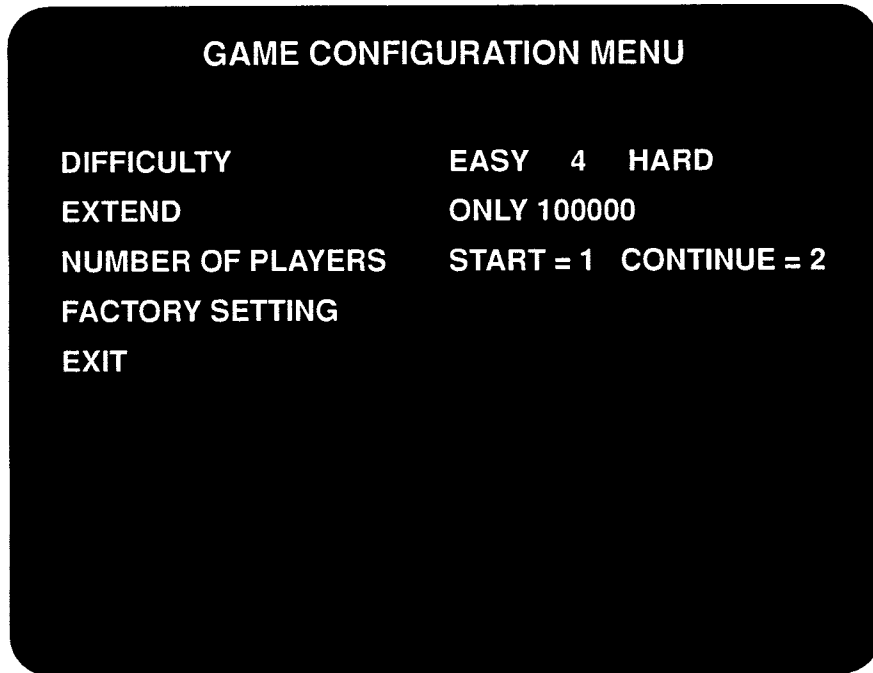 GAME CONFIGURATION MENU
DIFFICULTY EASY 4 HARD
EXTEND ONLY 100000
NUMBER OF PLAYERS START = 1 CONTINUE = 2
FACTORY SETTING
EXIT